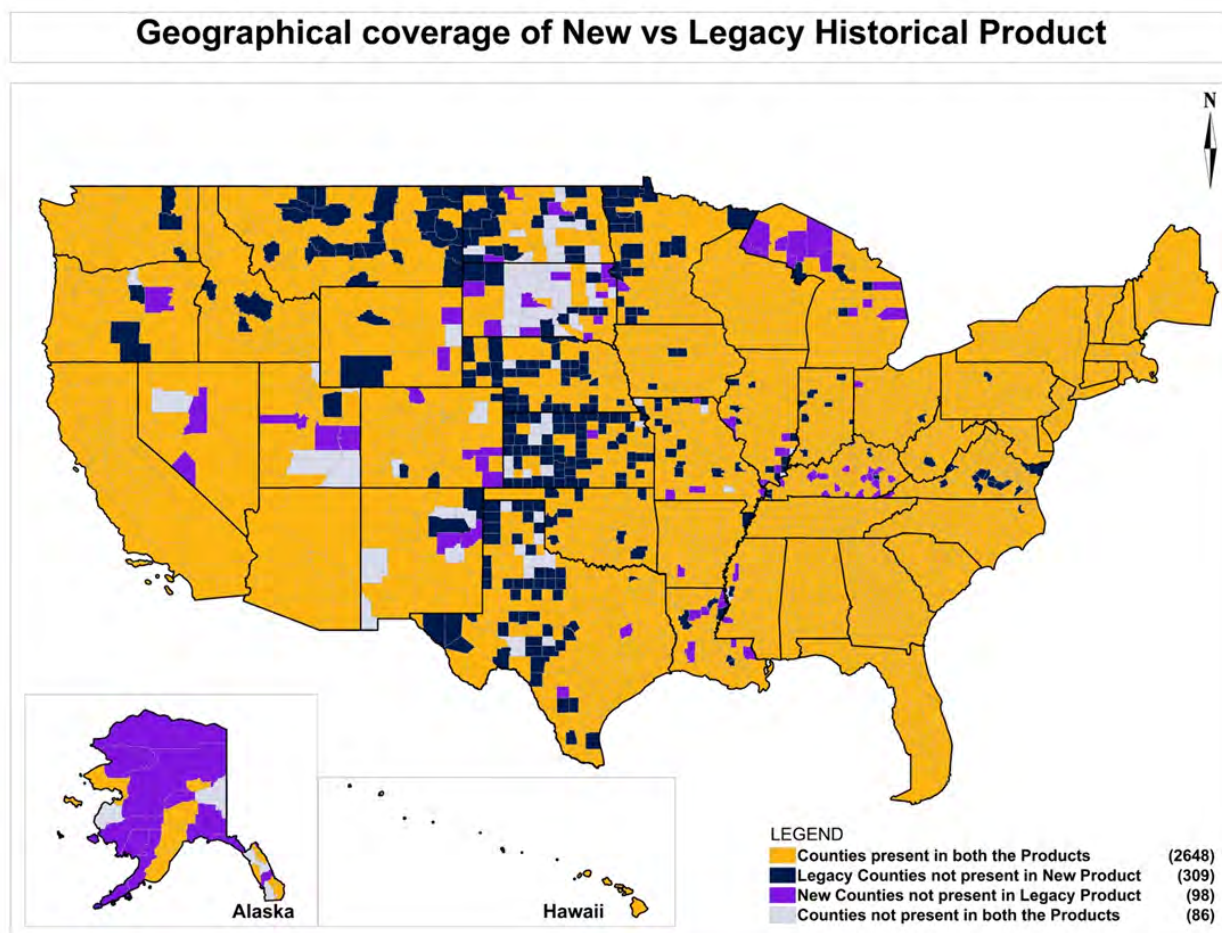 Geographical coverage of New vs Legacy Historical Product
N
Alaska
Hawaii
LEGEND
Counties present in both the Products (2648)
Legacy Counties not present in New Product (309)
New Counties not present in Legacy Product (98)
Counties not present in both the Products (86)